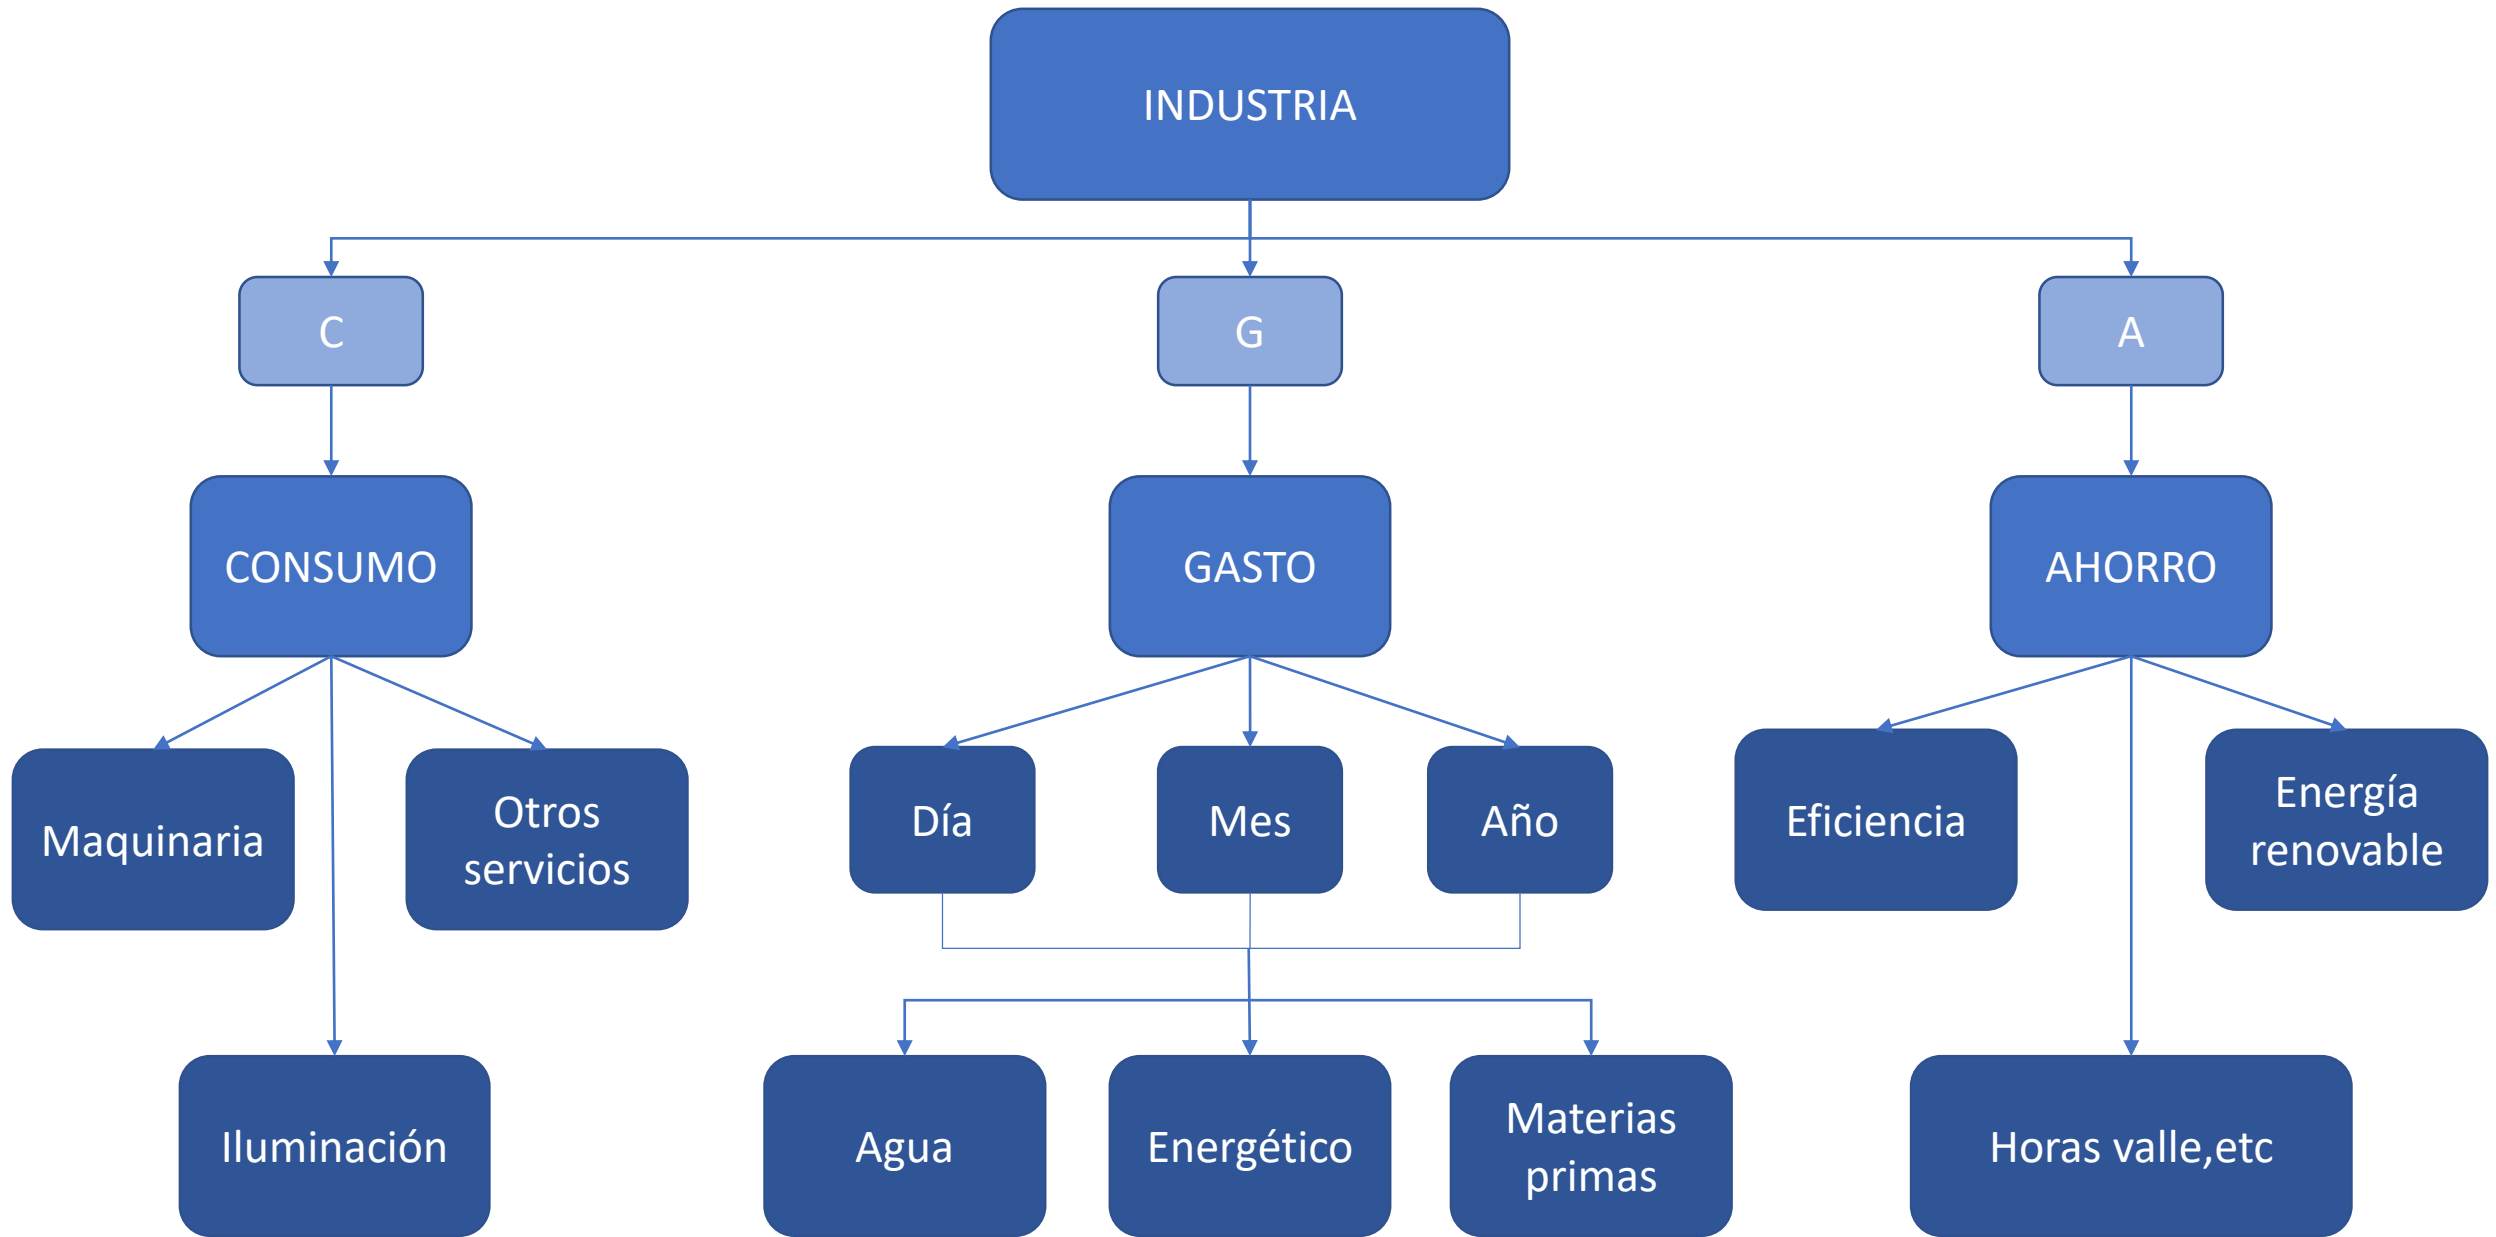 INDUSTRIA
C
G
A
CONSUMO
GASTO
AHORRO
Maquinaria
Otros
servicios
Día
Mes
Año
Eficiencia
Energía
renovable
Iluminación
Agua
Energético
Materias
primas
Horas valle,etc